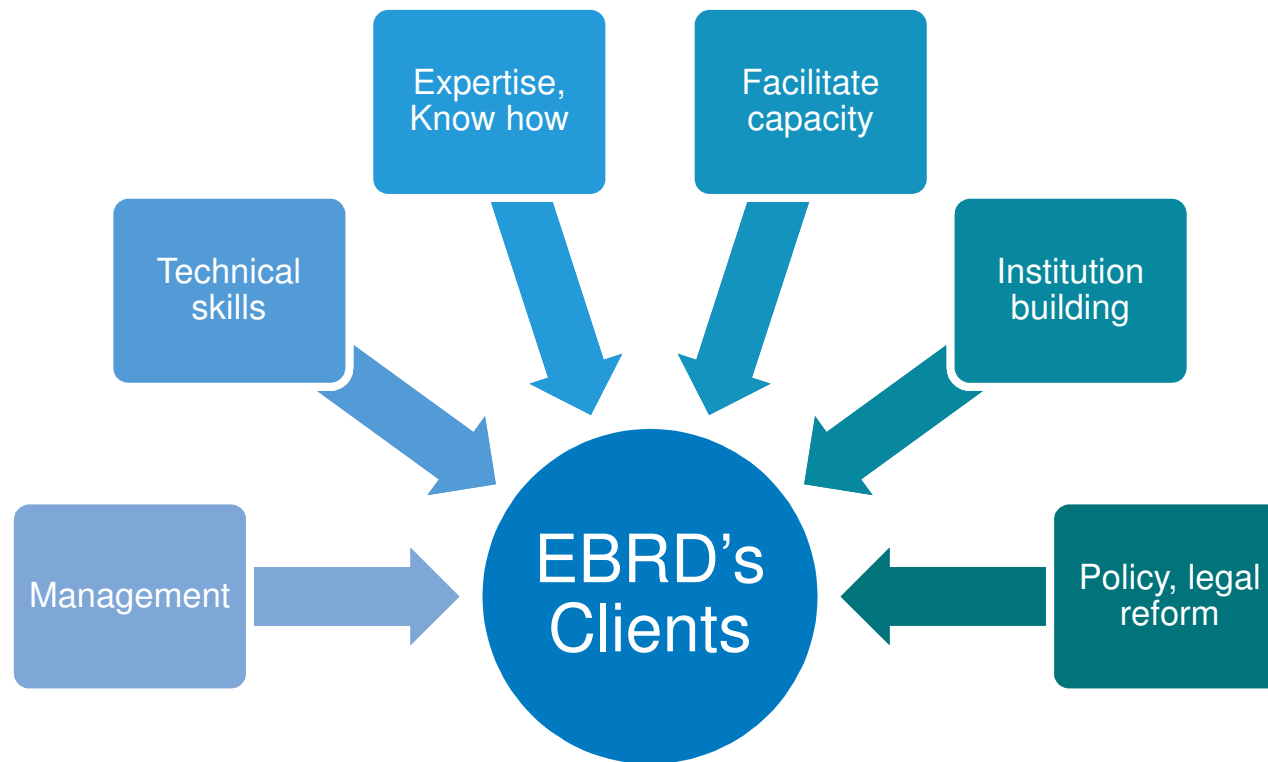 Expertise,
Know how
Facilitate
capacity
Technical
skills
Institution
building
Management
EBRD’s
Clients
Policy, legal
reform